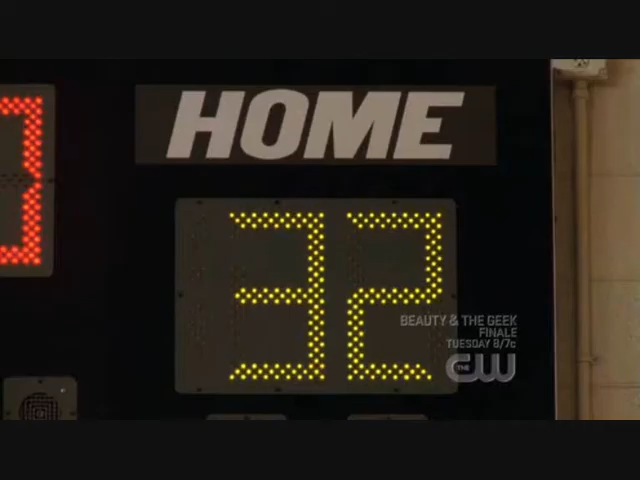 HOME
32
BEAUTY & THE GEEK
FINALE
TUESDAY 8/7c
THE CW